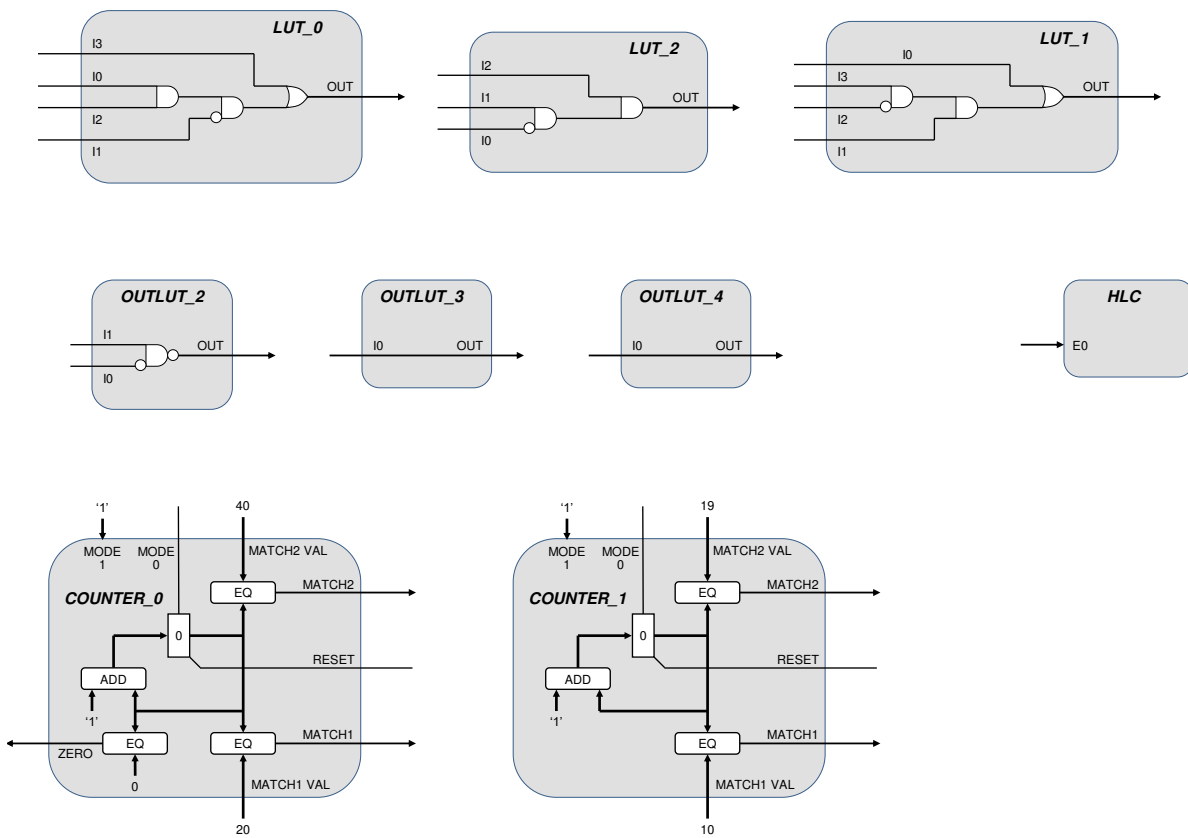 LUT_0
I3
I0
OUT
I2
I1
LUT_2
I2
I1
OUT
I0
LUT_1
I0
I3
OUT
I2
I1
OUTLUT_2
I1
OUT
I0
OUTLUT_3
I0
OUT
OUTLUT_4
I0
OUT
HLC
E0
‘1’
40
MODE
1
MODE
0
MATCH2 VAL
COUNTER_0
EQ
MATCH2
0
RESET
ADD
‘1’
ZERO
EQ
EQ
MATCH1
0
MATCH1 VAL
20
‘1’
19
MODE
1
MODE
0
MATCH2 VAL
COUNTER_1
EQ
MATCH2
0
RESET
ADD
‘1’
EQ
MATCH1
MATCH1 VAL
10